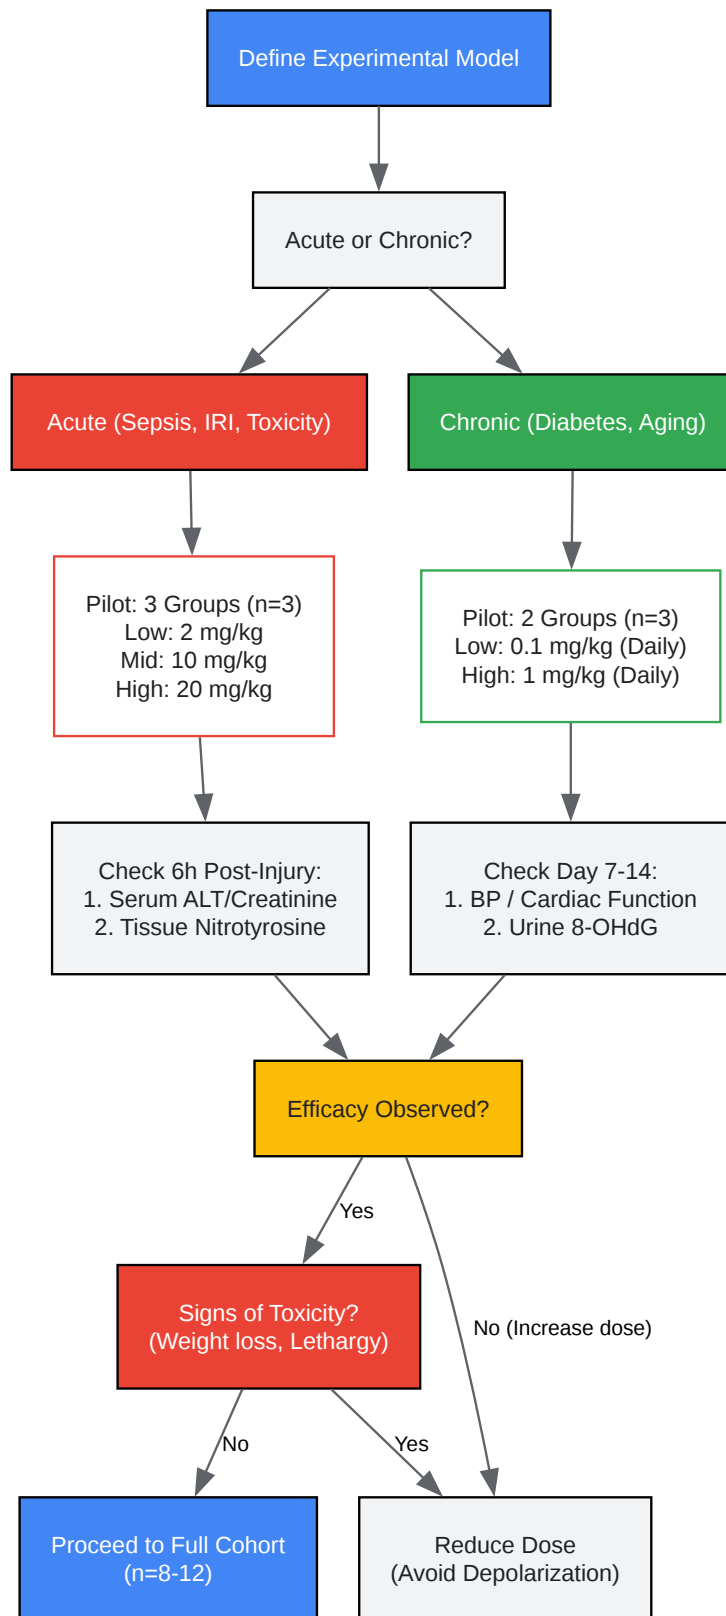 Define Experimental Model
Acute or Chronic?
Acute (Sepsis, IRI, Toxicity)
Chronic (Diabetes, Aging)
Pilot: 3 Groups (n=3)
Low: 2 mg/kg
Mid: 10 mg/kg
High: 20 mg/kg
Pilot: 2 Groups (n=3)
Low: 0.1 mg/kg (Daily)
High: 1 mg/kg (Daily)
Check 6h Post-Injury:
1. Serum ALT/Creatinine
2. Tissue Nitrotyrosine
Check Day 7-14:
1. BP / Cardiac Function
2. Urine 8-OHdG
Efficacy Observed?
Yes
Signs of Toxicity?
(Weight loss, Lethargy)
No (Increase dose)
No
Yes
Proceed to Full Cohort
(n=8-12)
Reduce Dose
(Avoid Depolarization)